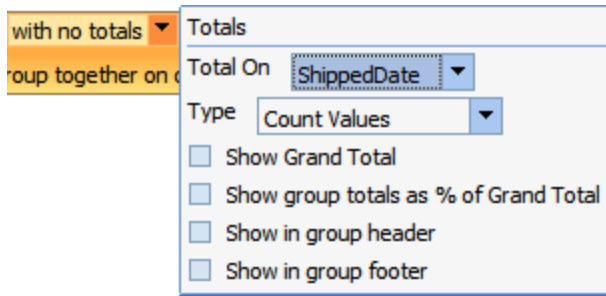 with no totals
Totals
Total On ShippedDate
Type Count Values
Show Grand Total
Show group totals as % of Grand Total
Show in group header
Show in group footer
together on